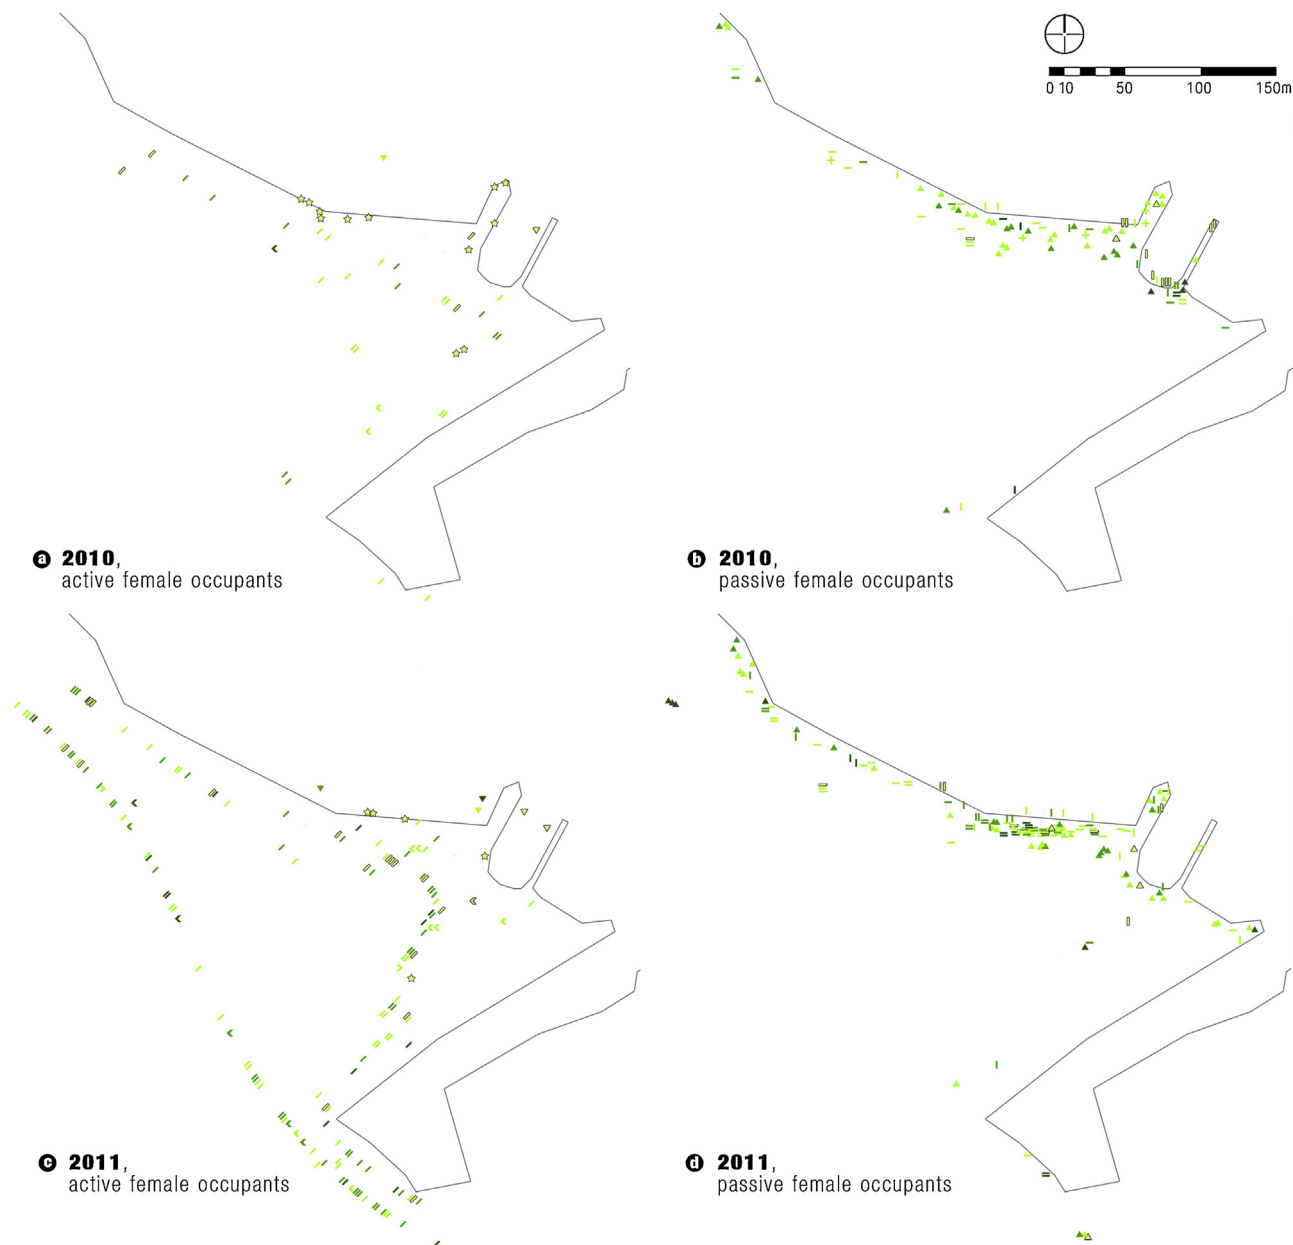 0 10 50 100 150m
a 2010,
active female occupants
b 2010,
passive female occupants
c 2011,
active female occupants
d 2011,
passive female occupants